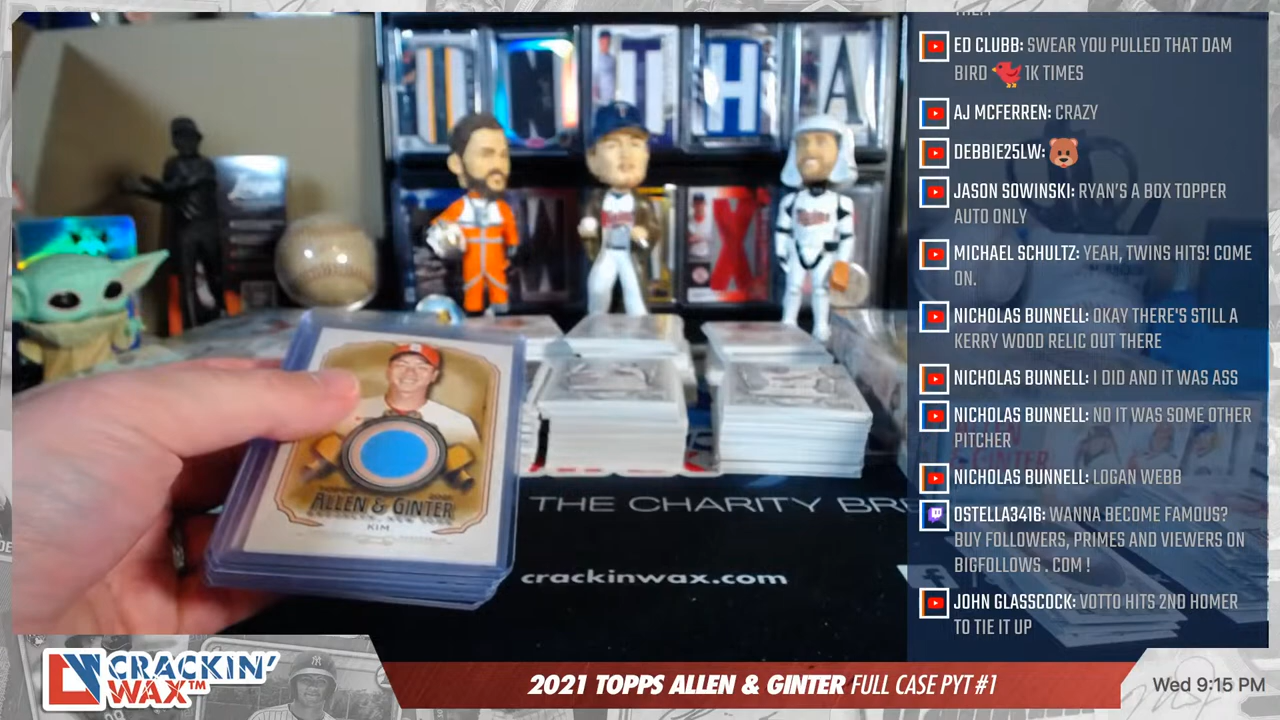 ED CLUBB: SWEAR YOU PULLED THAT DAM
BIRD 🐦 1K TIMES
AJ MCFERREN: CRAZY
DEBBIE25LW: 🐻
JASON SOWINSKI: RYAN'S A BOX TOPPER
AUTO ONLY
MICHAEL SCHULTZ: YEAH, TWINS HITS! COME
ON.
NICHOLAS BUNNELL: OKAY THERE'S STILL A
KERRY WOOD RELIC OUT THERE
NICHOLAS BUNNELL: I DID AND IT WAS ASS
NICHOLAS BUNNELL: NO IT WAS SOME OTHER
PITCHER
NICHOLAS BUNNELL: LOGAN WEBB
OSTELLA3416: WANNA BECOME FAMOUS?
BUY FOLLOWERS, PRIMES AND VIEWERS ON
BIGFOLLOWS . COM !
JOHN GLASSCOCK: VOTTO HITS 2ND HOMER
TO TIE IT UP
T H A
W X
ALLEN & GINTER
KIM
THE CHARITY BR
crackinwax.com
CRACKIN'
WAX™
2021 TOPPS ALLEN & GINTER FULL CASE PYT #1
Wed 9:15 PM